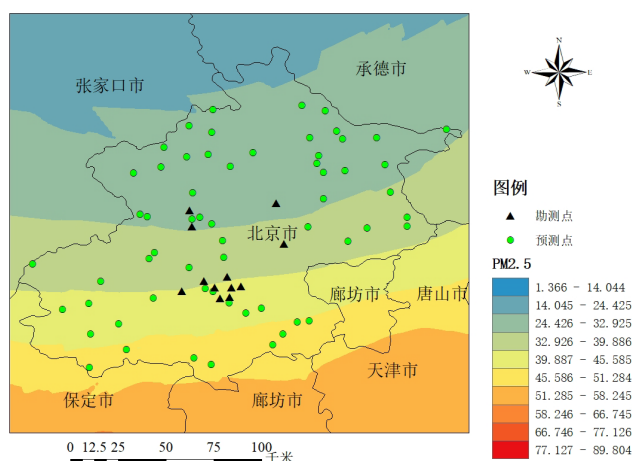 张家口市
承德市
N
W E
S
图例
勘测点
预测点
北京市
PM2.5
1.366 - 14.044
14.045 - 24.425
24.426 - 32.925
32.926 - 39.886
39.887 - 45.585
45.586 - 51.284
51.285 - 58.245
58.246 - 66.745
66.746 - 77.126
77.127 - 89.804
廊坊市
唐山市
天津市
保定市
廊坊市
0 12.5 25 50 75 100
千米